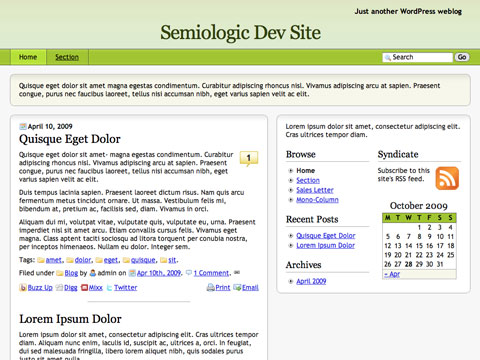 Just another WordPress weblog
Semiologic Dev Site
Home
Section
Search
Go
Quisque eget dolor sit amet magna egestas condimentum. Curabitur adipiscing rhoncus nisl. Vivamus adipiscing arcu at sapien. Praesent
congue, purus nec faucibus laoreet, tellus nisi accumsan nibh, eget varius sapien velit ac elit.
April 10, 2009
Quisque Eget Dolor
1
Quisque eget dolor sit amet- magna egestas condimentum. Curabitur
adipiscing rhoncus nisl. Vivamus adipiscing arcu at sapien. Praesent
congue, purus nec faucibus laoreet, tellus nisi accumsan nibh, eget
varius sapien velit ac elit.
Duis tempus lacinia sapien. Praesent laoreet dictum risus. Nam quis arcu
fermentum metus tincidunt ornare. Ut massa. Vestibulum felis mi,
bibendum at, pretium ac, facilisis sed, diam. Vivamus in orci.
Aliquam dui mi, volutpat vitae, vulputate quis, vulputate eu, urna. Praesent
imperdiet nisi sit amet arcu. Etiam convallis cursus felis. Vivamus eget
magna. Class aptent taciti sociosqu ad litora torquent per conubia nostra,
per inceptos himenaeos. Nullam eu dolor. Integer sem.
Tags: amet, dolor, eget, quisque, sit.
Filed under Blog by admin on Apr 10th, 2009. 1 Comment.
Buzz Up Digg Mixx Twitter Print Email
Lorem Ipsum Dolor
Lorem ipsum dolor sit amet, consectetur adipiscing elit. Cras ultrices tempor
diam. Aliquam nunc enim, iaculis id, suscipit ac, ultrices a, orci. In feugiat,
dui sed malesuada fringilla, libero lorem aliquet nibh, quis sodales purus
Lorem ipsum dolor sit amet, consectetur adipiscing elit.
Cras ultrices tempor diam.
Browse
Home
Section
Sales Letter
Mono-Column
Recent Posts
Quisque Eget Dolor
Lorem Ipsum Dolor
Archives
April 2009
Syndicate
Subscribe to this
site's RSS feed.
October 2009
M T W T F S S
1 2 3 4
5 6 7 8 9 10 11
12 13 14 15 16 17 18
19 20 21 22 23 24 25
26 27 28 29 30 31
« Apr